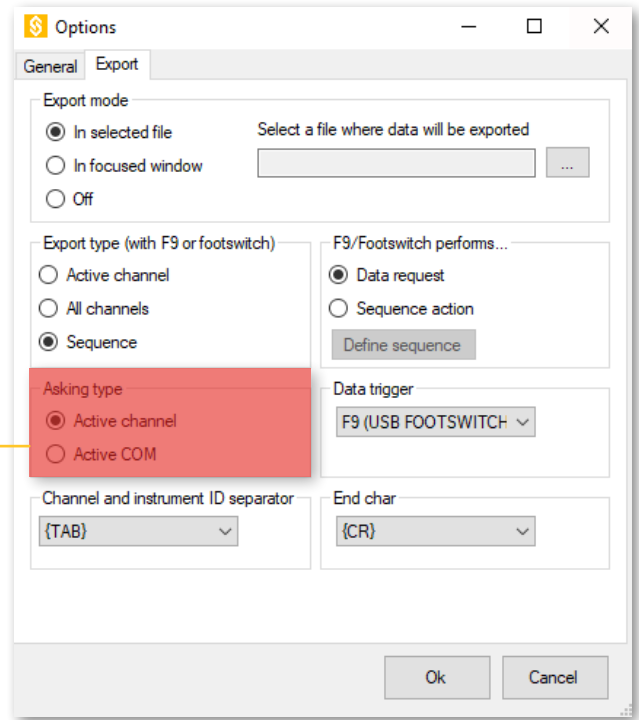 Options
General Export
Export mode
In selected file
In focused window
Off
Select a file where data will be exported
...
Export type (with F9 or footswitch)
Active channel
All channels
Sequence
F9/Footswitch performs...
Data request
Sequence action
Define sequence
Asking type
Active channel
Active COM
Data trigger
F9 (USB FOOTSWITCH
Channel and instrument ID separator
{TAB}
End char
{CR}
Ok
Cancel